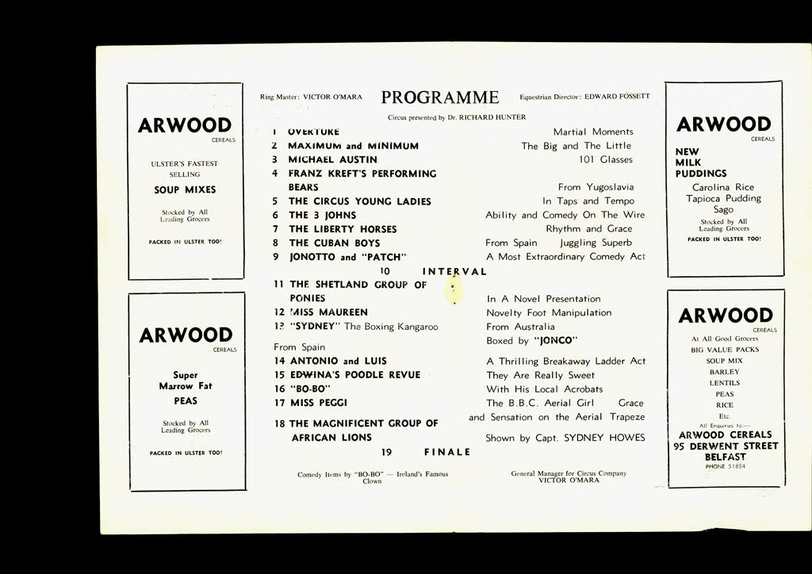 ARWOOD
CEREALS
ULSTER'S FASTEST
SELLING
SOUP MIXES
Stocked by All
Leading Grocers
PACKED IN ULSTER TOO!
ARWOOD
CEREALS
Super
Marrow Fat
PEAS
Stocked by All
Leading Grocers
PACKED IN ULSTER TOO!
Ring Master: VICTOR O'MARA PROGRAMME Equestrian Director: EDWARD FOSSETT
Circus presented by Dr. RICHARD HUNTER
1 OVERTURE Martial Moments
2 MAXIMUM and MINIMUM The Big and The Little
3 MICHAEL AUSTIN 101 Glasses
4 FRANZ KREFT'S PERFORMING
BEARS From Yugoslavia
5 THE CIRCUS YOUNG LADIES In Taps and Tempo
6 THE 3 JOHNS Ability and Comedy On The Wire
7 THE LIBERTY HORSES Rhythm and Grace
8 THE CUBAN BOYS From Spain Juggling Superb
9 JONOTTO and "PATCH" A Most Extraordinary Comedy Act
10 INTERVAL
11 THE SHETLAND GROUP OF
PONIES In A Novel Presentation
12 MISS MAUREEN Novelty Foot Manipulation
13 "SYDNEY" The Boxing Kangaroo From Australia
Boxed by "JONCO"
From Spain
14 ANTONIO and LUIS A Thrilling Breakaway Ladder Act
15 EDWINA'S POODLE REVUE They Are Really Sweet
16 "BO-BO" With His Local Acrobats
17 MISS PEGGI The B.B.C. Aerial Girl Grace
and Sensation on the Aerial Trapeze
18 THE MAGNIFICENT GROUP OF
AFRICAN LIONS Shown by Capt. SYDNEY HOWES
19 FINALE
Comedy Items by "BO-BO" — Ireland's Famous
Clown
General Manager for Circus Company
VICTOR O'MARA
ARWOOD
CEREALS
NEW
MILK
PUDDINGS
Carolina Rice
Tapioca Pudding
Sago
Stocked by All
Leading Grocers
PACKED IN ULSTER TOO!
ARWOOD
CEREALS
At All Good Grocers
BIG VALUE PACKS
SOUP MIX
BARLEY
LENTILS
PEAS
RICE
Etc.
All Enquiries to:—
ARWOOD CEREALS
95 DERWENT STREET
BELFAST
PHONE 51854